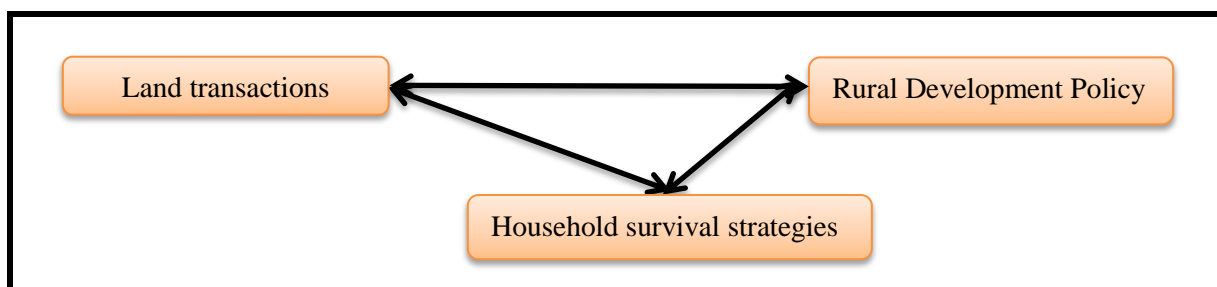 Land transactions
Rural Development Policy
Household survival strategies